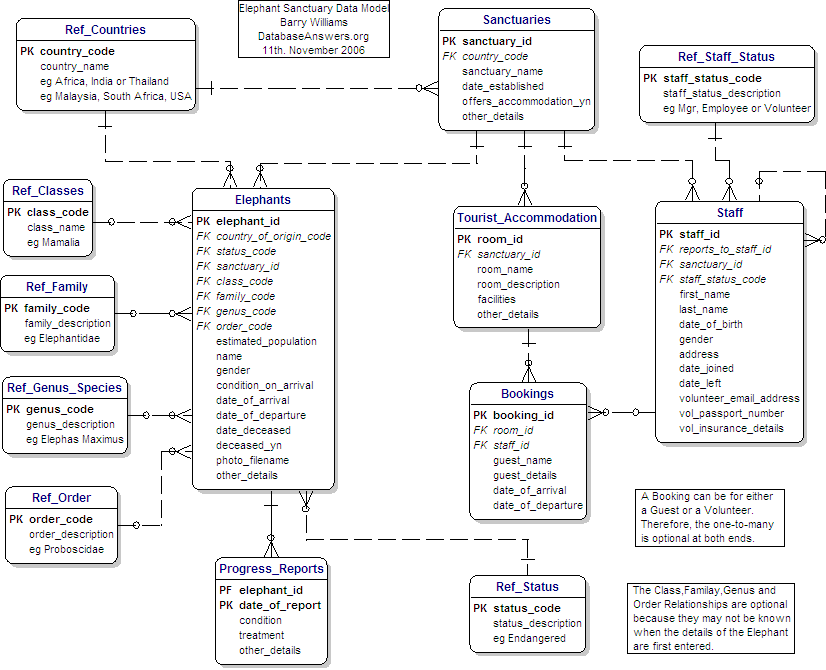 Elephant Sanctuary Data Model
Barry Williams
DatabaseAnswers.org
11th. November 2006
Ref_Countries
PK country_code
country_name
eg Africa, India or Thailand
eg Malaysia, South Africa, USA
Sanctuaries
PK sanctuary_id
FK country_code
sanctuary_name
date_established
offers_accommodation_yn
other_details
Ref_Staff_Status
PK staff_status_code
staff_status_description
eg Mgr, Employee or Volunteer
Ref_Classes
PK class_code
class_name
eg Mamalia
Ref_Family
PK family_code
family_description
eg Elephantidae
Ref_Genus_Species
PK genus_code
genus_description
eg Elephas Maximus
Ref_Order
PK order_code
order_description
eg Proboscidae
Elephants
PK elephant_id
FK country_of_origin_code
FK status_code
FK sanctuary_id
FK class_code
FK family_code
FK genus_code
FK order_code
estimated_population
name
gender
condition_on_arrival
date_of_arrival
date_of_departure
date_deceased
deceased_yn
photo_filename
other_details
Tourist_Accommodation
PK room_id
FK sanctuary_id
room_name
room_description
facilities
other_details
Staff
PK staff_id
FK reports_to_staff_id
FK sanctuary_id
FK staff_status_code
first_name
last_name
date_of_birth
gender
address
date_joined
date_left
volunteer_email_address
vol_passport_number
vol_insurance_details
Bookings
PK booking_id
FK room_id
FK staff_id
guest_name
guest_details
date_of_arrival
date_of_departure
A Booking can be for either
a Guest or a Volunteer.
Therefore, the one-to-many
is optional at both ends.
Progress_Reports
PF elephant_id
PK date_of_report
condition
treatment
other_details
Ref_Status
PK status_code
status_description
eg Endangered
The Class,Familay,Genus and
Order Relationships are optional
because they may not be known
when the details of the Elephant
are first entered.